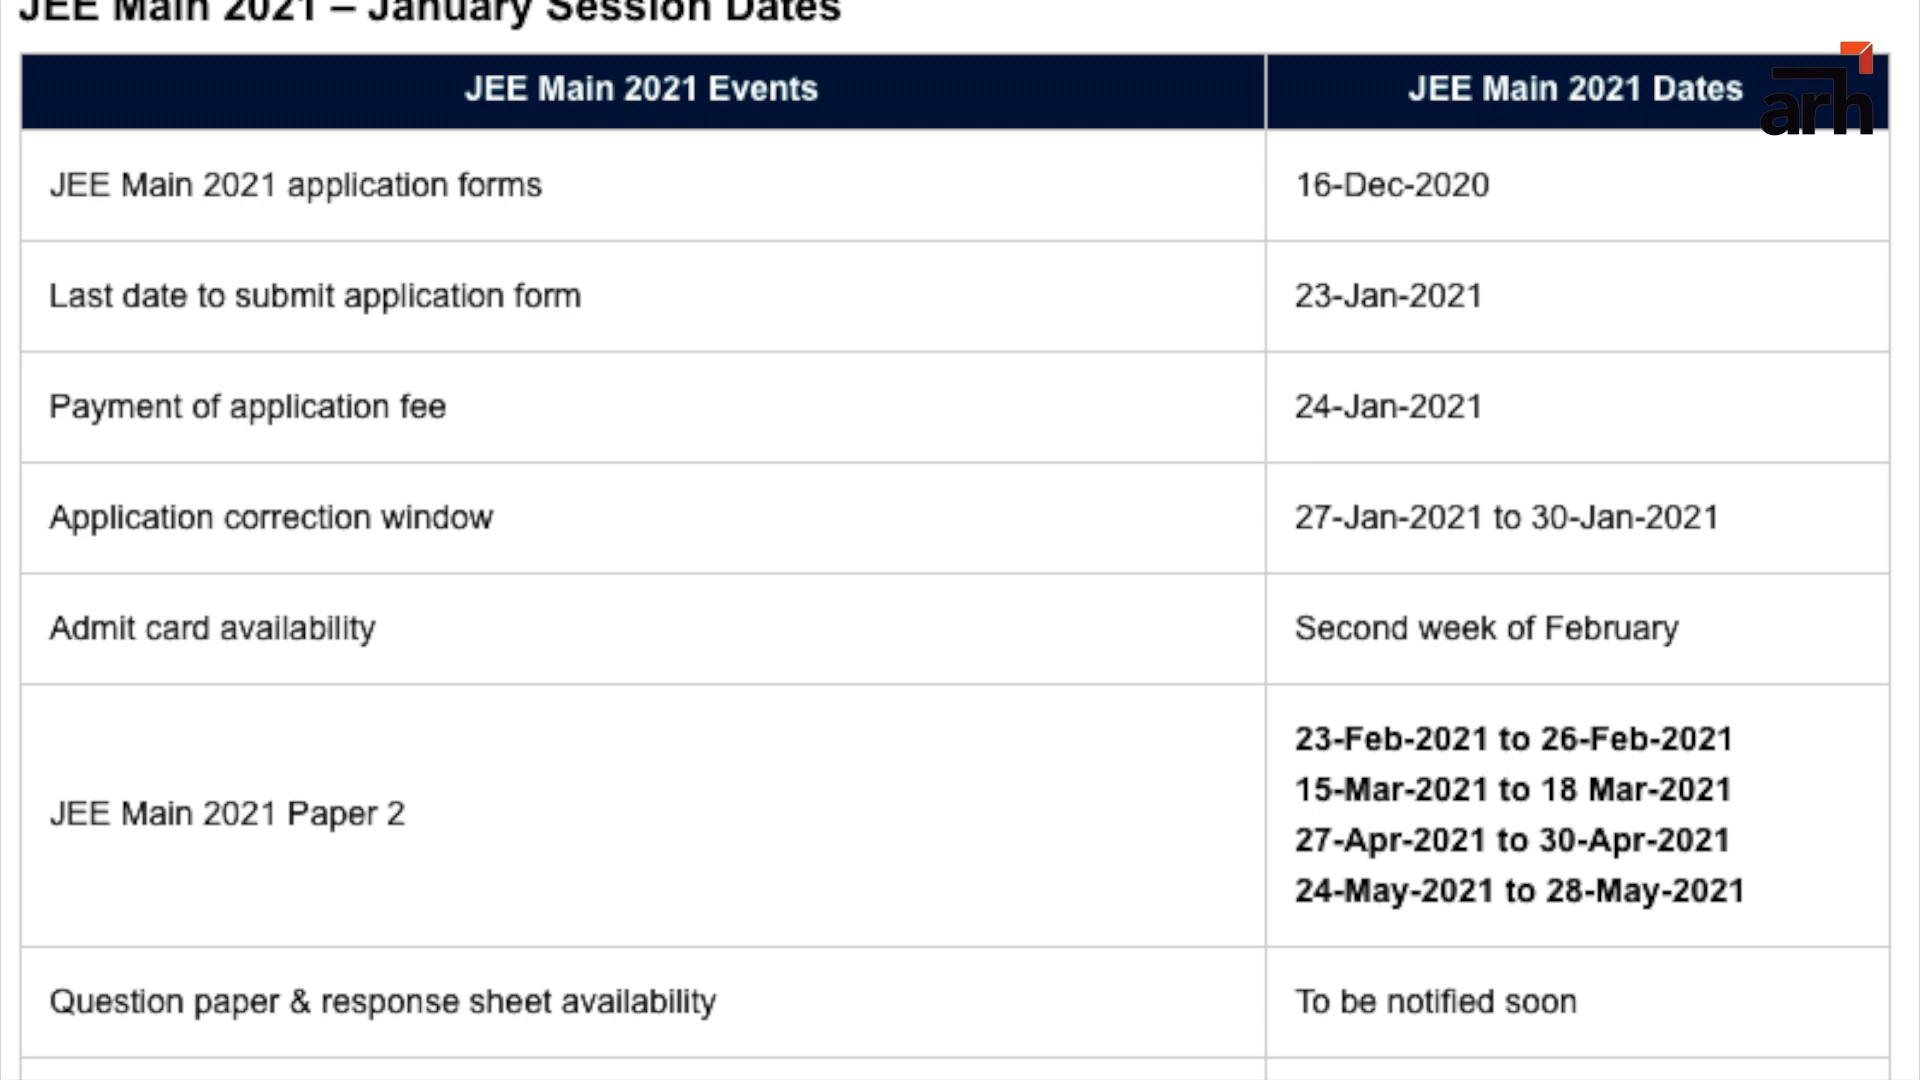 JEE Main 2021 – January Session Dates
JEE Main 2021 Events
JEE Main 2021 Dates
arh
JEE Main 2021 application forms
16-Dec-2020
Last date to submit application form
23-Jan-2021
Payment of application fee
24-Jan-2021
Application correction window
27-Jan-2021 to 30-Jan-2021
Admit card availability
Second week of February
JEE Main 2021 Paper 2
23-Feb-2021 to 26-Feb-2021
15-Mar-2021 to 18 Mar-2021
27-Apr-2021 to 30-Apr-2021
24-May-2021 to 28-May-2021
Question paper & response sheet availability
To be notified soon